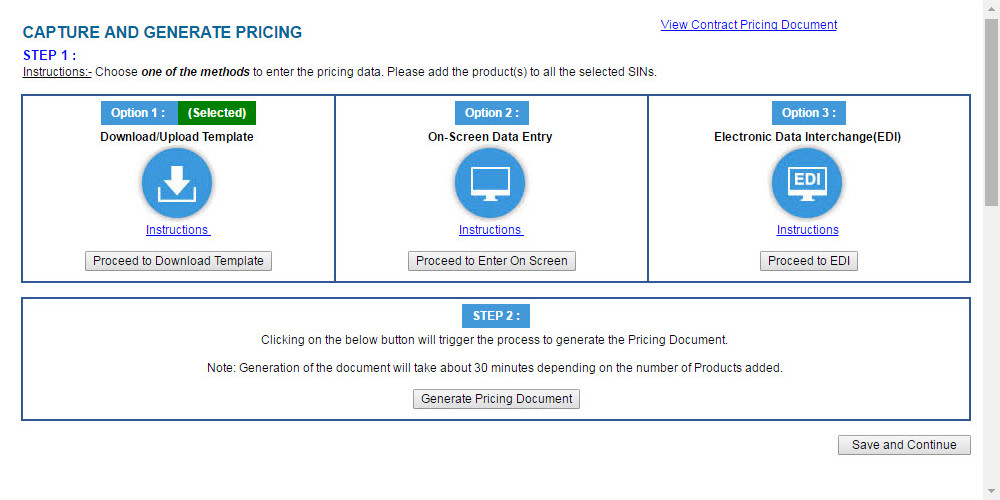 CAPTURE AND GENERATE PRICING
View Contract Pricing Document
STEP 1 :
Instructions:- Choose one of the methods to enter the pricing data. Please add the product(s) to all the selected SINs.
Option 1 : (Selected)
Download/Upload Template
Instructions
Proceed to Download Template
Option 2 :
On-Screen Data Entry
Instructions
Proceed to Enter On Screen
Option 3 :
Electronic Data Interchange(EDI)
EDI
Instructions
Proceed to EDI
STEP 2 :
Clicking on the below button will trigger the process to generate the Pricing Document.
Note: Generation of the document will take about 30 minutes depending on the number of Products added.
Generate Pricing Document
Save and Continue